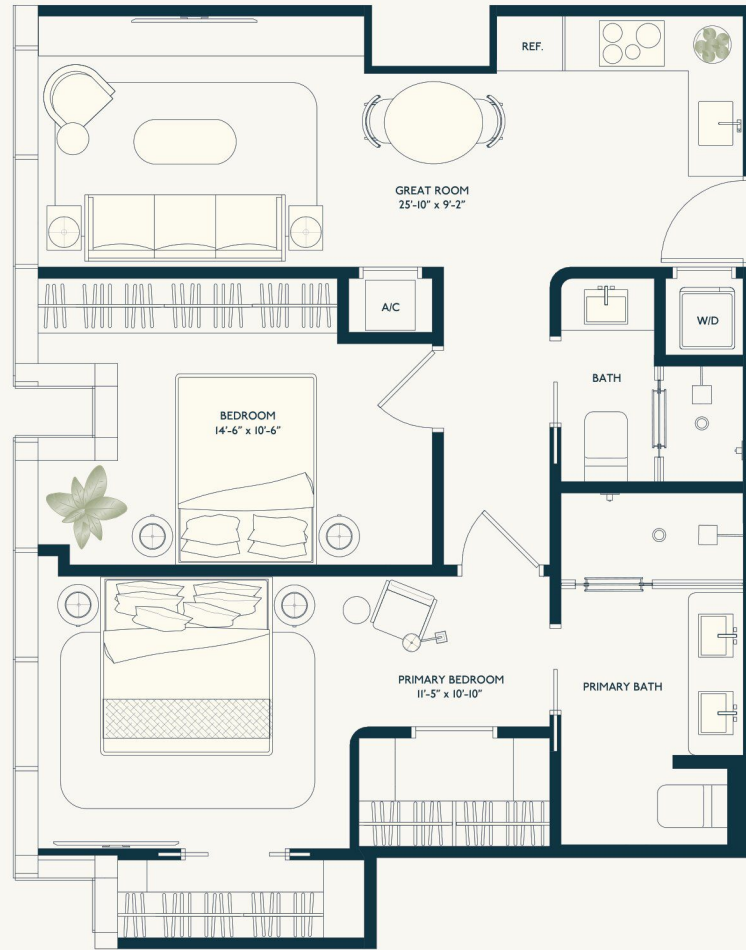 REF.
GREAT ROOM
25'-10" x 9'-2"
A/C
W/D
BATH
BEDROOM
14'-6" x 10'-6"
PRIMARY BEDROOM
11'-5" x 10'-10"
PRIMARY BATH